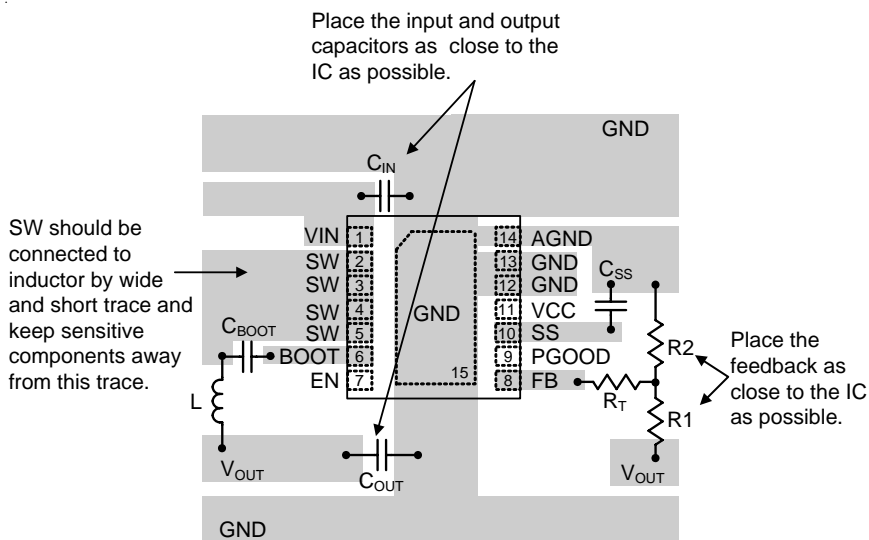 Place the input and output
capacitors as close to the
IC as possible.
GND
CIN
SW should be
connected to
inductor by wide
and short trace and
keep sensitive
components away
from this trace.
VIN 1
SW 2
SW 3
SW 4
SW 5
BOOT 6
EN 7
GND
15
14 AGND
13 GND
12 GND
11 VCC
10 SS
9 PGOOD
8 FB
CSS
CBOOT
L
VOUT
COUT
RT
R2
R1
VOUT
Place the
feedback as
close to the IC
as possible.
GND